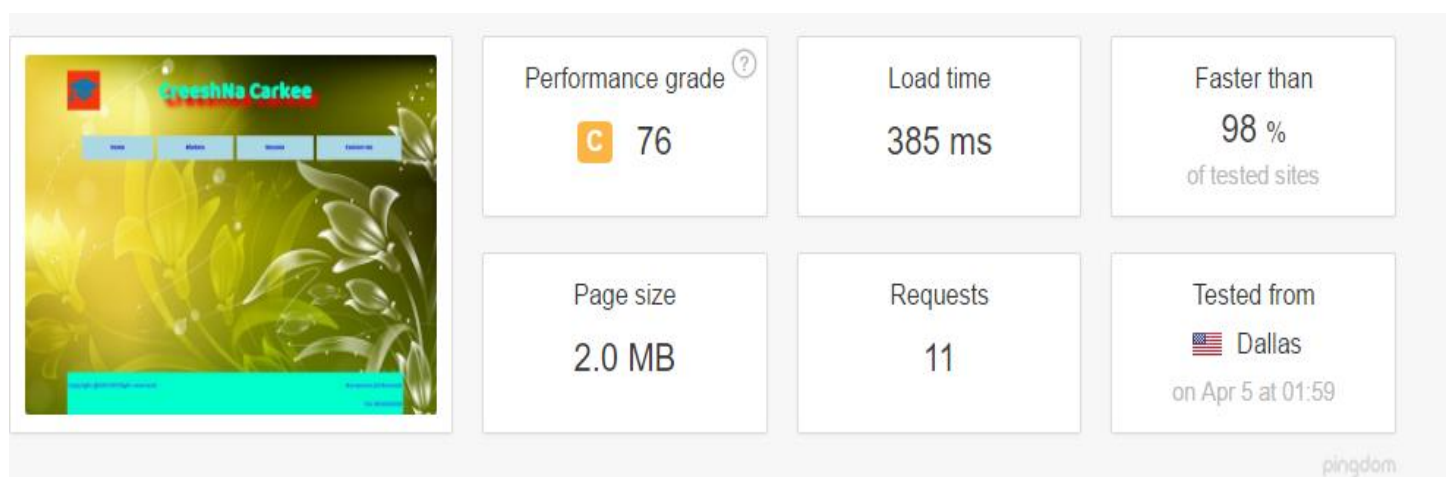 CreeshNa Carkee
Home
Contact me
Performance grade ?
C 76
Load time
385 ms
Faster than
98 %
of tested sites
Page size
2.0 MB
Requests
11
Tested from
Dallas
on Apr 5 at 01:59
pingdom